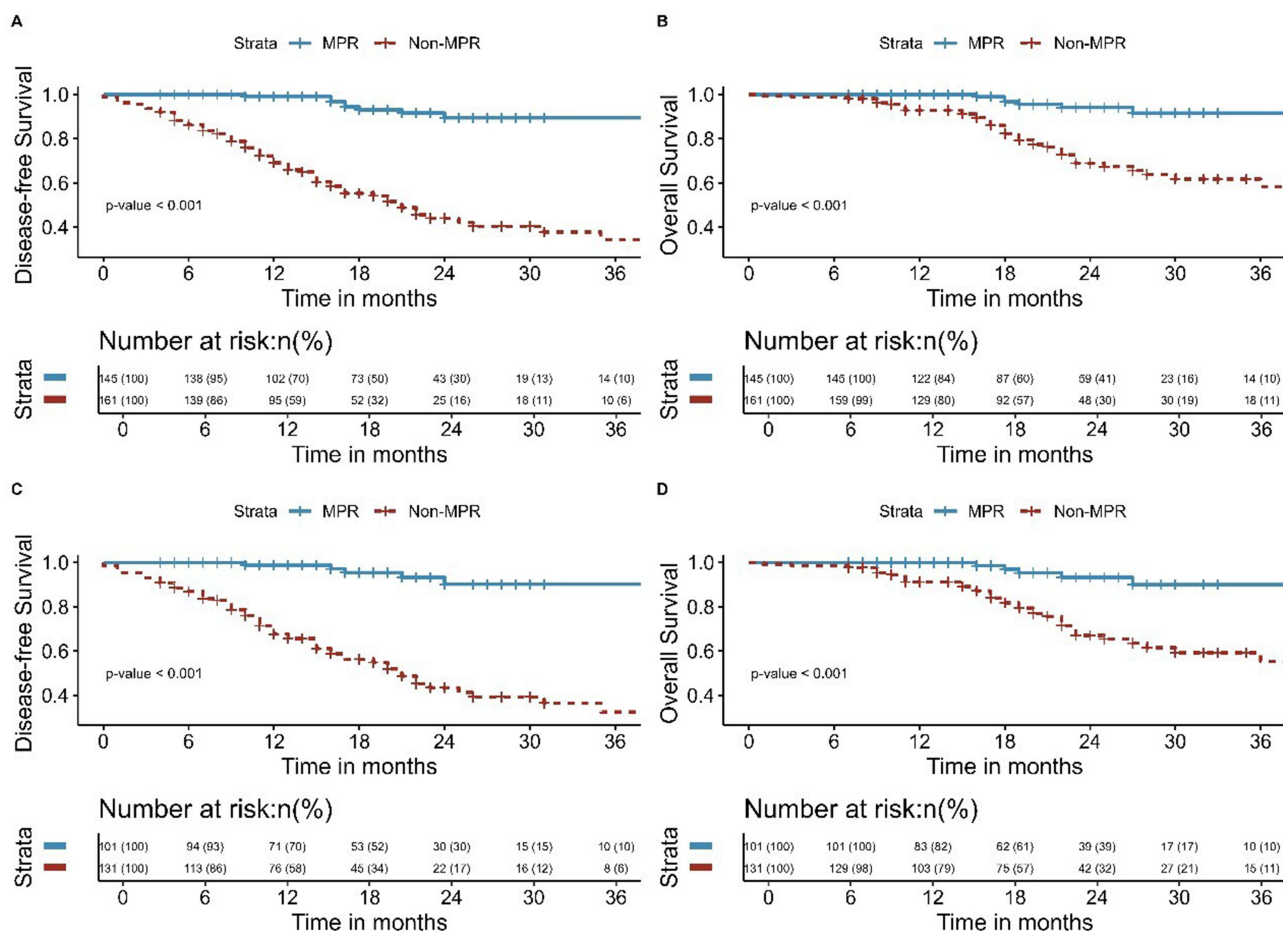 A
Strata MPR Non-MPR
Disease-free Survival
1.0
0.8
0.6
0.4
p-value < 0.001
0 6 12 18 24 30 36
Time in months
Number at risk:n(%)
Strata
145 (100) 138 (95) 102 (70) 73 (50) 43 (30) 19 (13) 14 (10)
161 (100) 139 (86) 95 (59) 52 (32) 25 (16) 18 (11) 10 (6)
0 6 12 18 24 30 36
Time in months
B
Strata MPR Non-MPR
Overall Survival
1.0
0.8
0.6
0.4
p-value < 0.001
0 6 12 18 24 30 36
Time in months
Number at risk:n(%)
Strata
145 (100) 145 (100) 122 (84) 87 (60) 59 (41) 23 (16) 14 (10)
161 (100) 159 (99) 129 (80) 92 (57) 48 (30) 30 (19) 18 (11)
0 6 12 18 24 30 36
Time in months
C
Strata MPR Non-MPR
Disease-free Survival
1.0
0.8
0.6
0.4
p-value < 0.001
0 6 12 18 24 30 36
Time in months
Number at risk:n(%)
Strata
101 (100) 94 (93) 71 (70) 53 (52) 30 (30) 15 (15) 10 (10)
131 (100) 113 (86) 76 (58) 45 (34) 22 (17) 16 (12) 8 (6)
0 6 12 18 24 30 36
Time in months
D
Strata MPR Non-MPR
Overall Survival
1.0
0.8
0.6
0.4
p-value < 0.001
0 6 12 18 24 30 36
Time in months
Number at risk:n(%)
Strata
101 (100) 101 (100) 83 (82) 62 (61) 39 (39) 17 (17) 10 (10)
131 (100) 129 (98) 103 (79) 75 (57) 42 (32) 27 (21) 15 (11)
0 6 12 18 24 30 36
Time in months